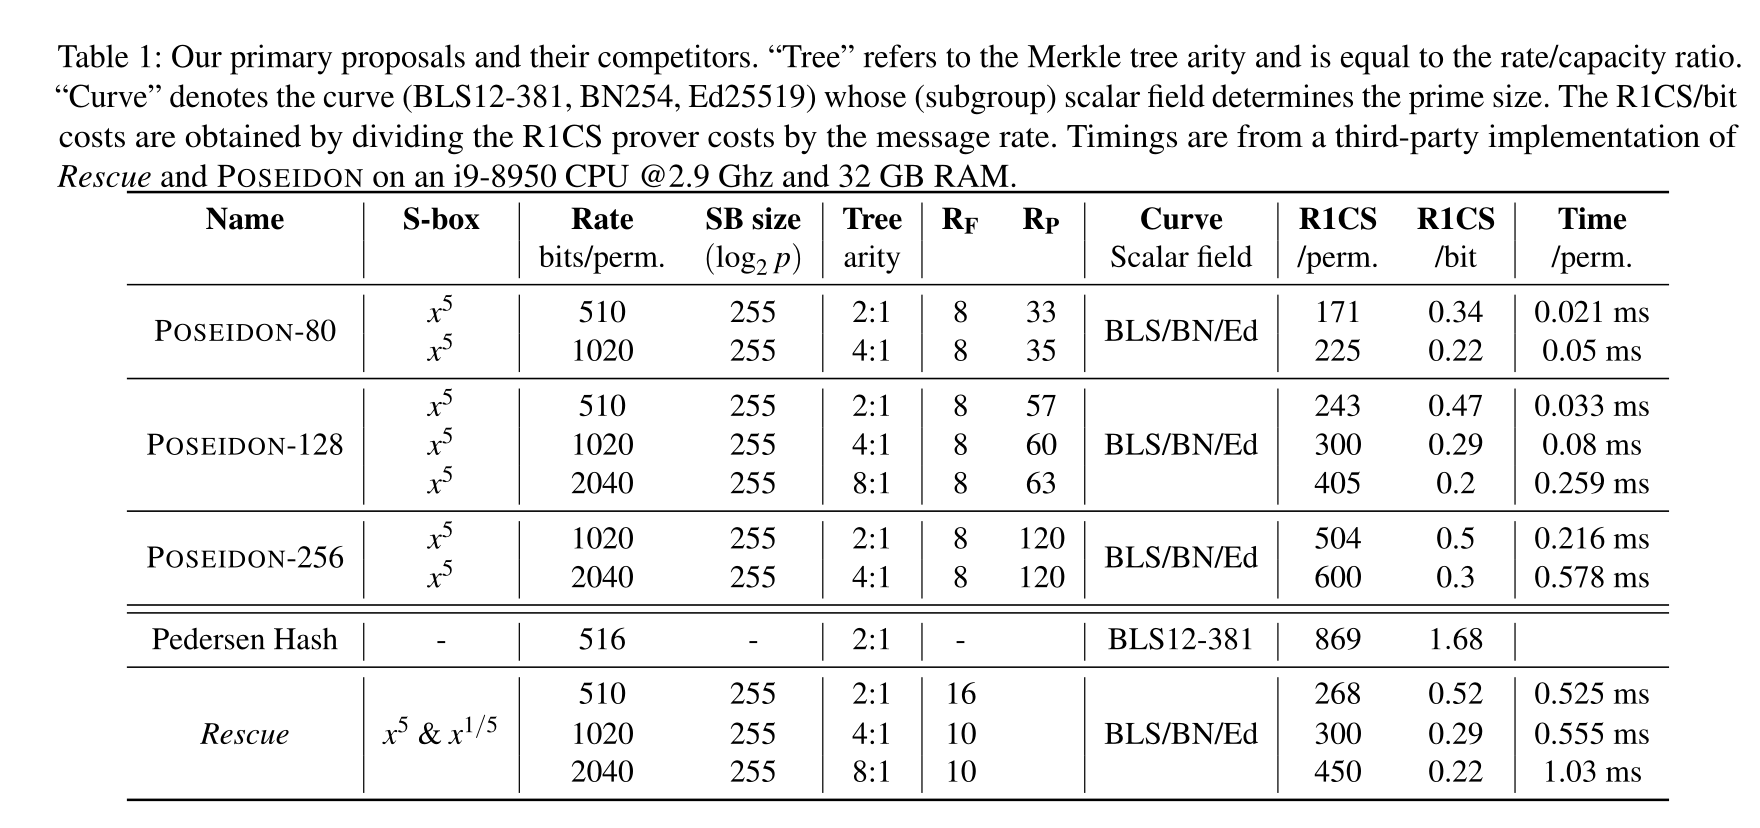 Table 1: Our primary proposals and their competitors. “Tree” refers to the Merkle tree arity and is equal to the rate/capacity ratio.
“Curve” denotes the curve (BLS12-381, BN254, Ed25519) whose (subgroup) scalar field determines the prime size. The R1CS/bit
costs are obtained by dividing the R1CS prover costs by the message rate. Timings are from a third-party implementation of
Rescue and POSEIDON on an i9-8950 CPU @2.9 Ghz and 32 GB RAM.
Name S-box Rate SB size Tree R_F R_P Curve R1CS R1CS Time
bits/perm. (log₂ p) arity Scalar field /perm. /bit /perm.
x⁵ 510 255 2:1 8 33 171 0.34 0.021 ms
POSEIDON-80 BLS/BN/Ed
x⁵ 1020 255 4:1 8 35 225 0.22 0.05 ms
x⁵ 510 255 2:1 8 57 243 0.47 0.033 ms
POSEIDON-128 x⁵ 1020 255 4:1 8 60 BLS/BN/Ed 300 0.29 0.08 ms
x⁵ 2040 255 8:1 8 63 405 0.2 0.259 ms
x⁵ 1020 255 2:1 8 120 504 0.5 0.216 ms
POSEIDON-256 BLS/BN/Ed
x⁵ 2040 255 4:1 8 120 600 0.3 0.578 ms
Pedersen Hash - 516 - 2:1 - BLS12-381 869 1.68
510 255 2:1 16 268 0.52 0.525 ms
Rescue x⁵ & x^{1/5} 1020 255 4:1 10 BLS/BN/Ed 300 0.29 0.555 ms
2040 255 8:1 10 450 0.22 1.03 ms